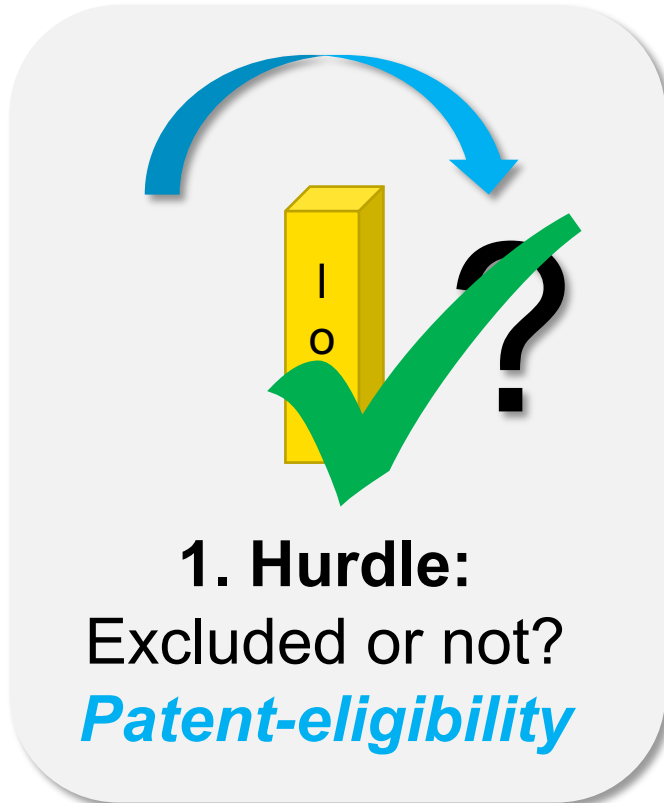 l
o
?
1. Hurdle:
Excluded or not?
Patent-eligibility